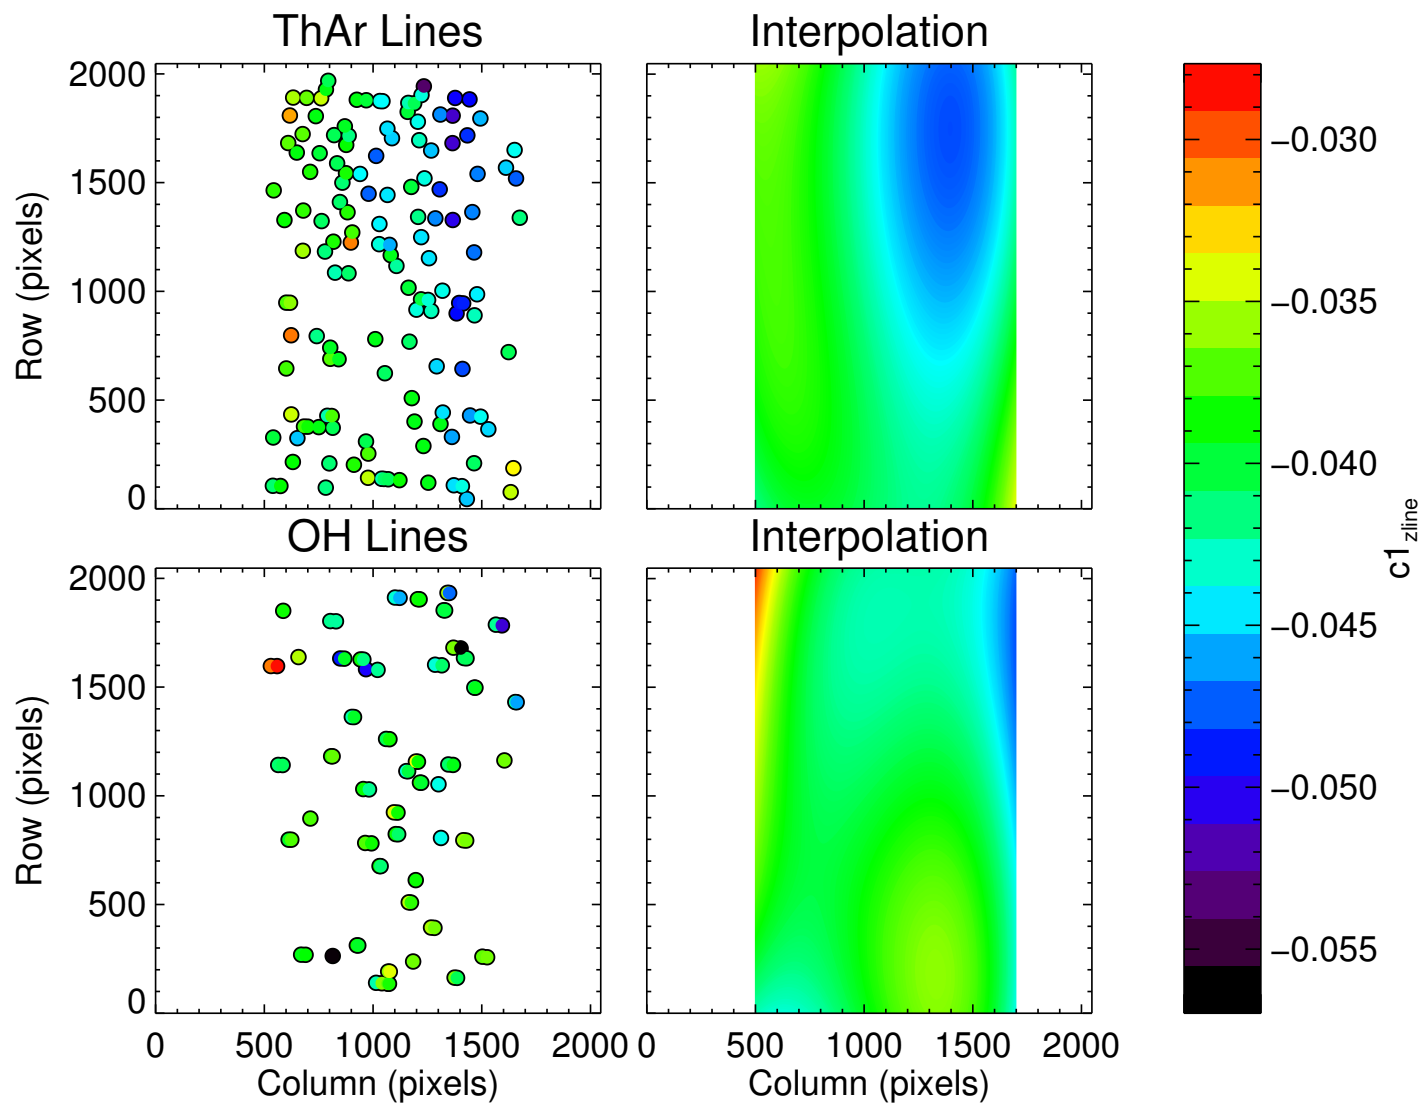 ThAr Lines
Interpolation
2000
1500
1000
500
0
Row (pixels)
OH Lines
Interpolation
2000
1500
1000
500
0
Row (pixels)
0 500 1000 1500 2000
Column (pixels)
0 500 1000 1500 2000
Column (pixels)
−0.030
−0.035
−0.040
−0.045
−0.050
−0.055
c1zline